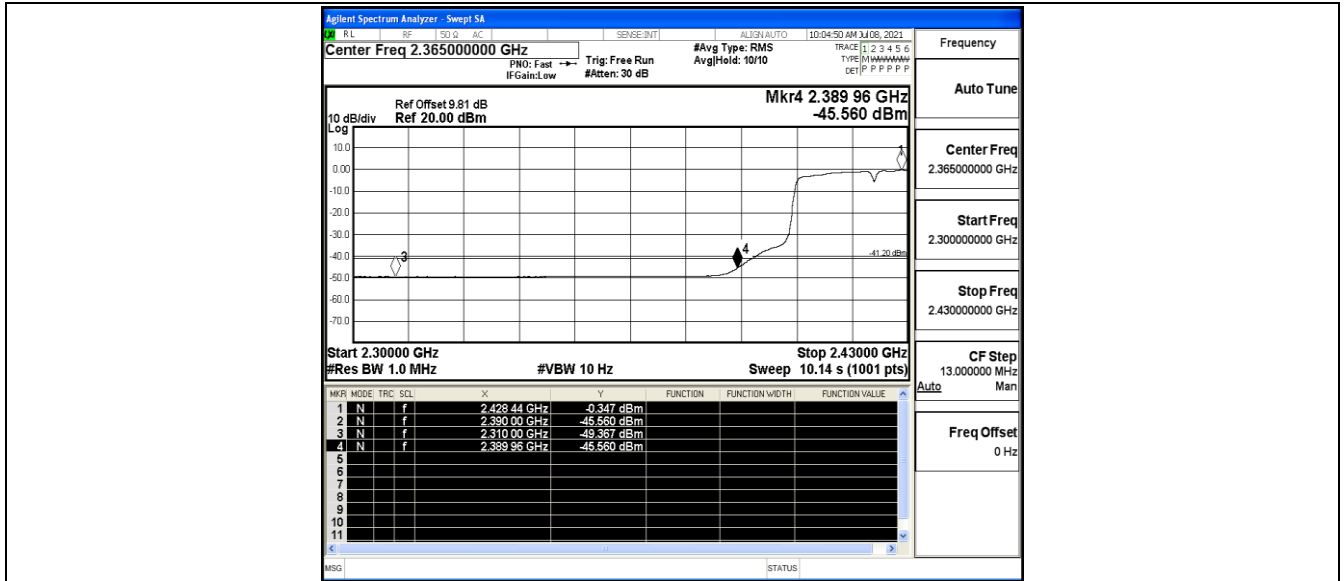 Agilent Spectrum Analyzer - Swept SA
RL RF 50 Ω AC SENSE:INT ALIGN AUTO 10:04:50 AM Jul 08, 2021
Center Freq 2.365000000 GHz
PNO: Fast
IFGain:Low
Trig: Free Run
#Atten: 30 dB
#Avg Type: RMS
Avg|Hold: 10/10
TRACE 1 2 3 4 5 6
TYPE M WWWWW
DET P P P P P P
Mkr4 2.389 96 GHz
-45.560 dBm
Ref Offset 9.81 dB
10 dB/div Ref 20.00 dBm
Log
10.0
0.00
-10.0
-20.0
-30.0
-40.0
-50.0
-60.0
-70.0
1
3
4
-41.20 dBm
Start 2.30000 GHz Stop 2.43000 GHz
#Res BW 1.0 MHz #VBW 10 Hz Sweep 10.14 s (1001 pts)
MKR MODE TRC SCL X Y FUNCTION FUNCTION WIDTH FUNCTION VALUE
1 N f 2.428 44 GHz -0.347 dBm
2 N f 2.390 00 GHz -45.560 dBm
3 N f 2.310 00 GHz -49.367 dBm
4 N f 2.389 96 GHz -45.560 dBm
5
6
7
8
9
10
11
MSG STATUS
Frequency
Auto Tune
Center Freq
2.365000000 GHz
Start Freq
2.300000000 GHz
Stop Freq
2.430000000 GHz
CF Step
13.000000 MHz
Auto Man
Freq Offset
0 Hz